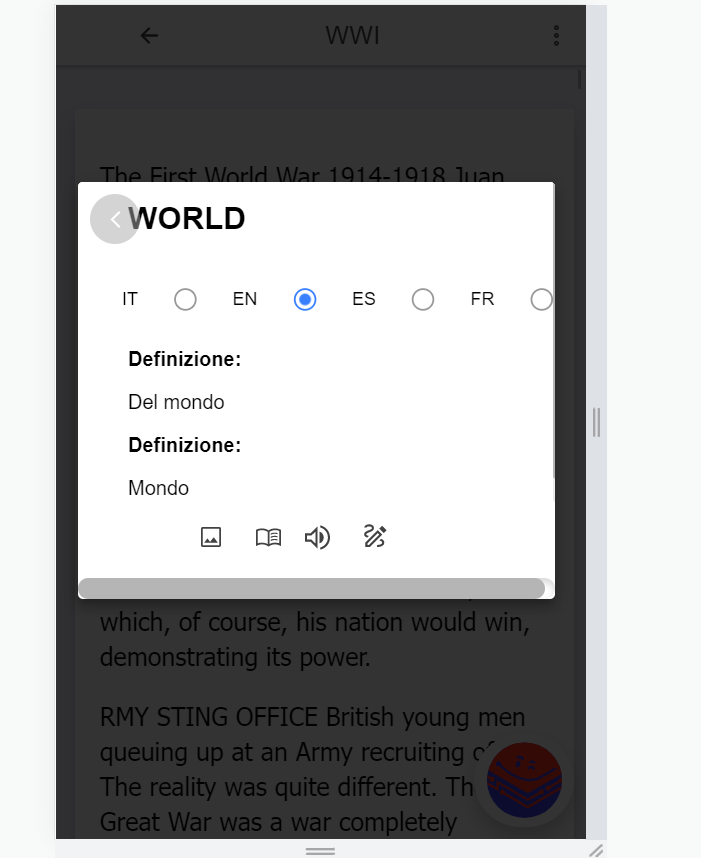 WWI
The First World War 1914-1918 Juan
WORLD
IT EN ES FR
Definizione:
Del mondo
Definizione:
Mondo
which, of course, his nation would win,
demonstrating its power.
RMY STING OFFICE British young men
queuing up at an Army recruiting
The reality was quite different.
Great War was a war completely